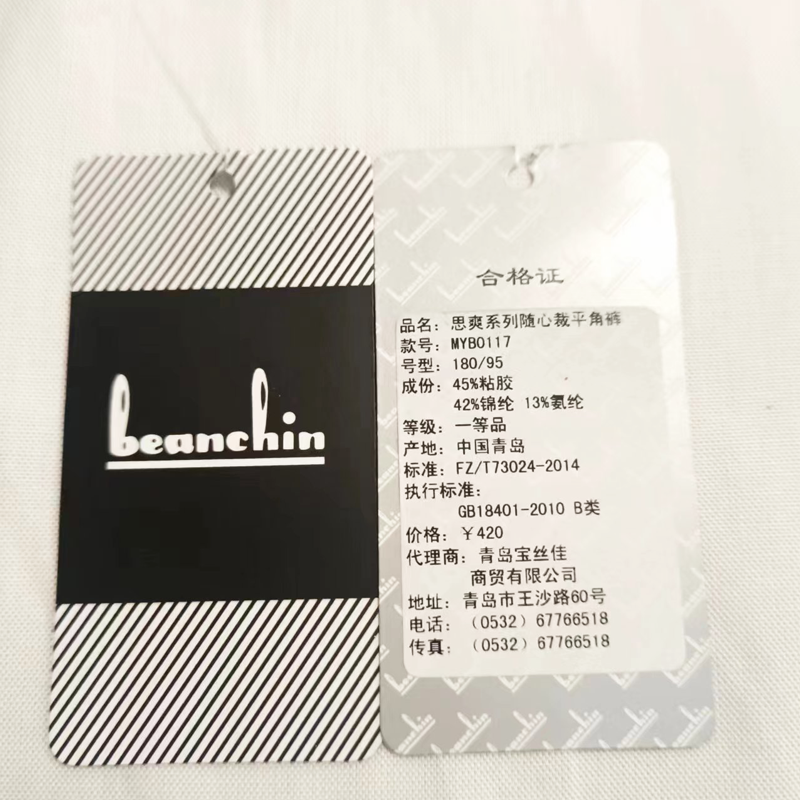 beanchin
合格证
品名：思爽系列随心裁平角裤
款号：MYB0117
号型：180/95
成份：45%粘胶
42%锦纶 13%氨纶
等级：一等品
产地：中国青岛
标准：FZ/T73024-2014
执行标准：
GB18401-2010 B类
价格：￥420
代理商：青岛宝丝佳
商贸有限公司
地址：青岛市王沙路60号
电话：（0532）67766518
传真：（0532）67766518